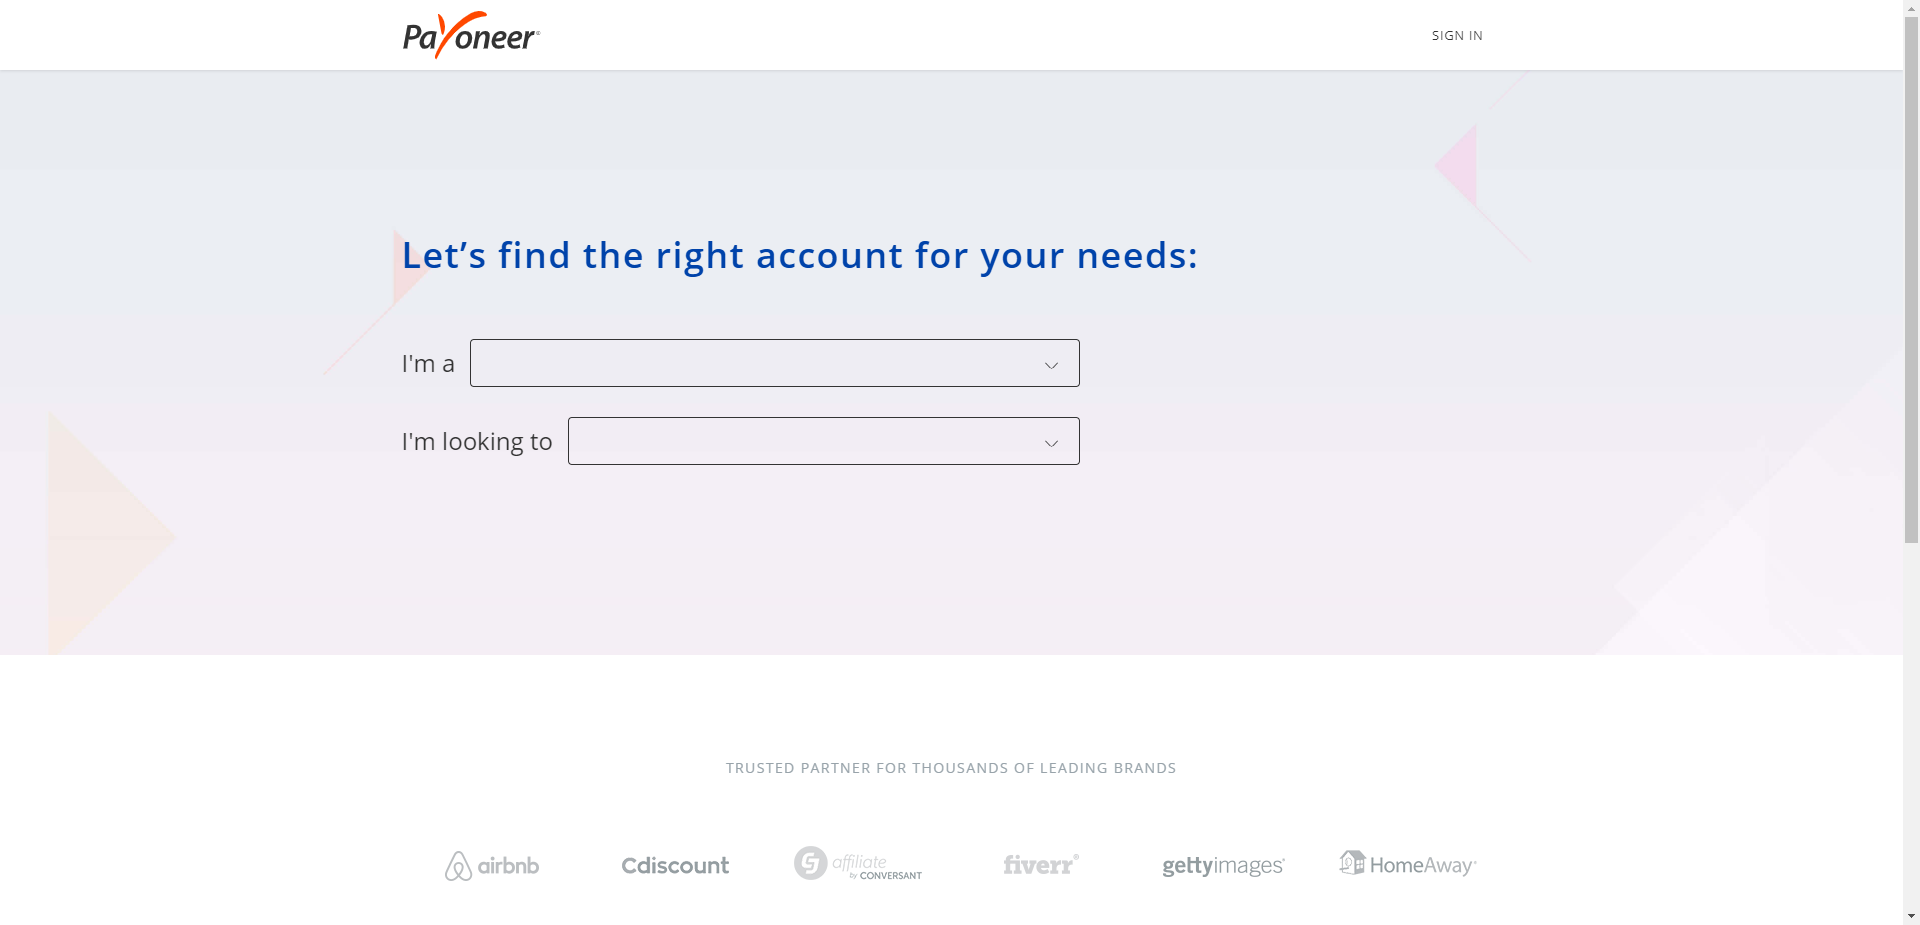 Payoneer
SIGN IN
Let’s find the right account for your needs:
I'm a
I'm looking to
TRUSTED PARTNER FOR THOUSANDS OF LEADING BRANDS
airbnb Cdiscount affiliate by CONVERSANT fiverr® gettyimages® HomeAway®